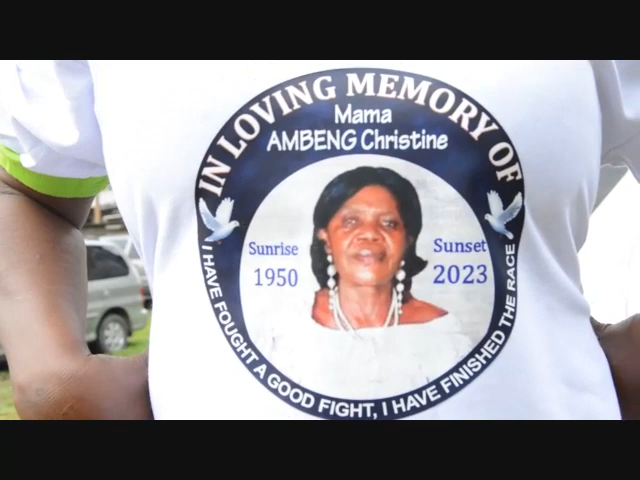 IN LOVING MEMORY OF
Mama
AMBENG Christine
Sunrise
1950
Sunset
2023
I HAVE FOUGHT A GOOD FIGHT, I HAVE FINISHED THE RACE